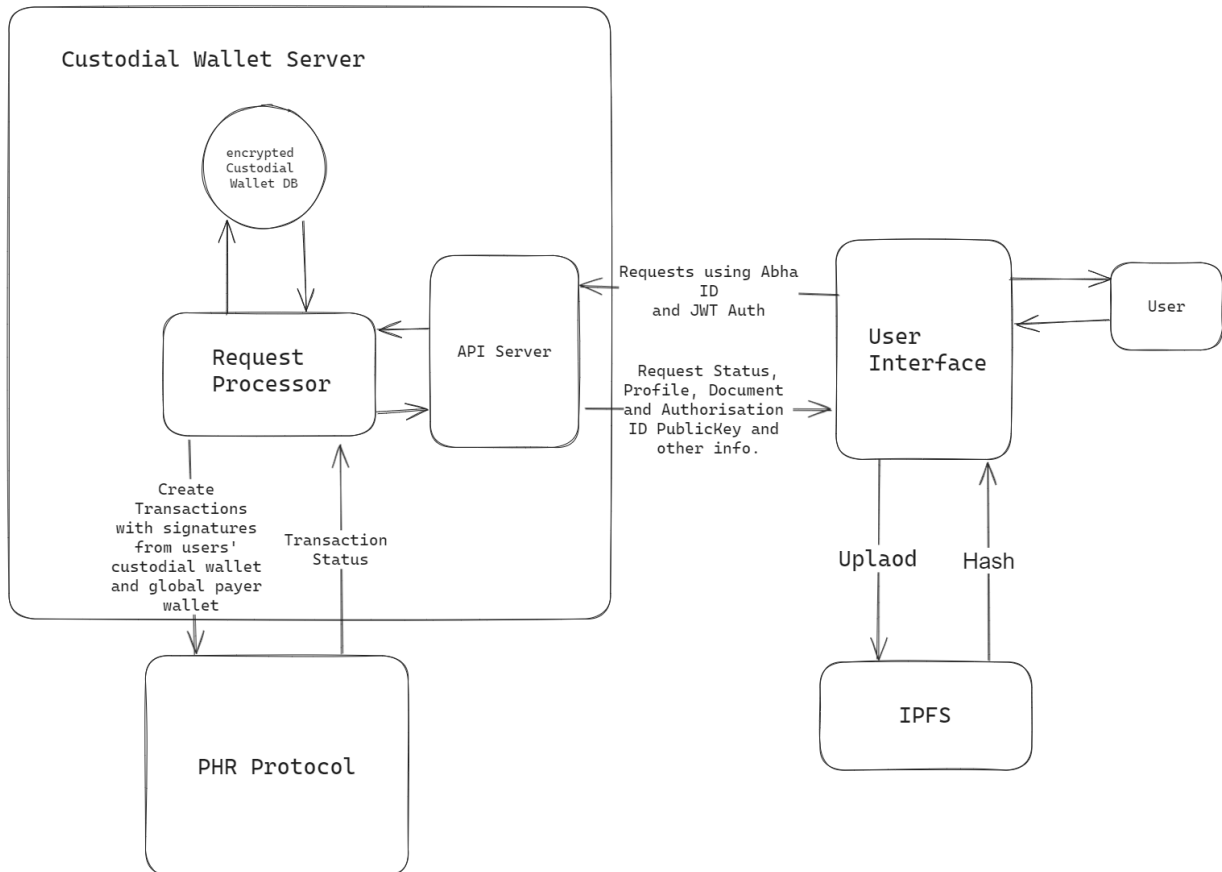 Custodial Wallet Server
encrypted
Custodial
Wallet DB
Request
Processor
API Server
Requests using Abha
ID
and JWT Auth
Request Status,
Profile, Document
and Authorisation
ID PublicKey and
other info.
User
Interface
User
Create
Transactions
with signatures
from users'
custodial wallet
and global payer
wallet
Transaction
Status
Uplaod
Hash
PHR Protocol
IPFS